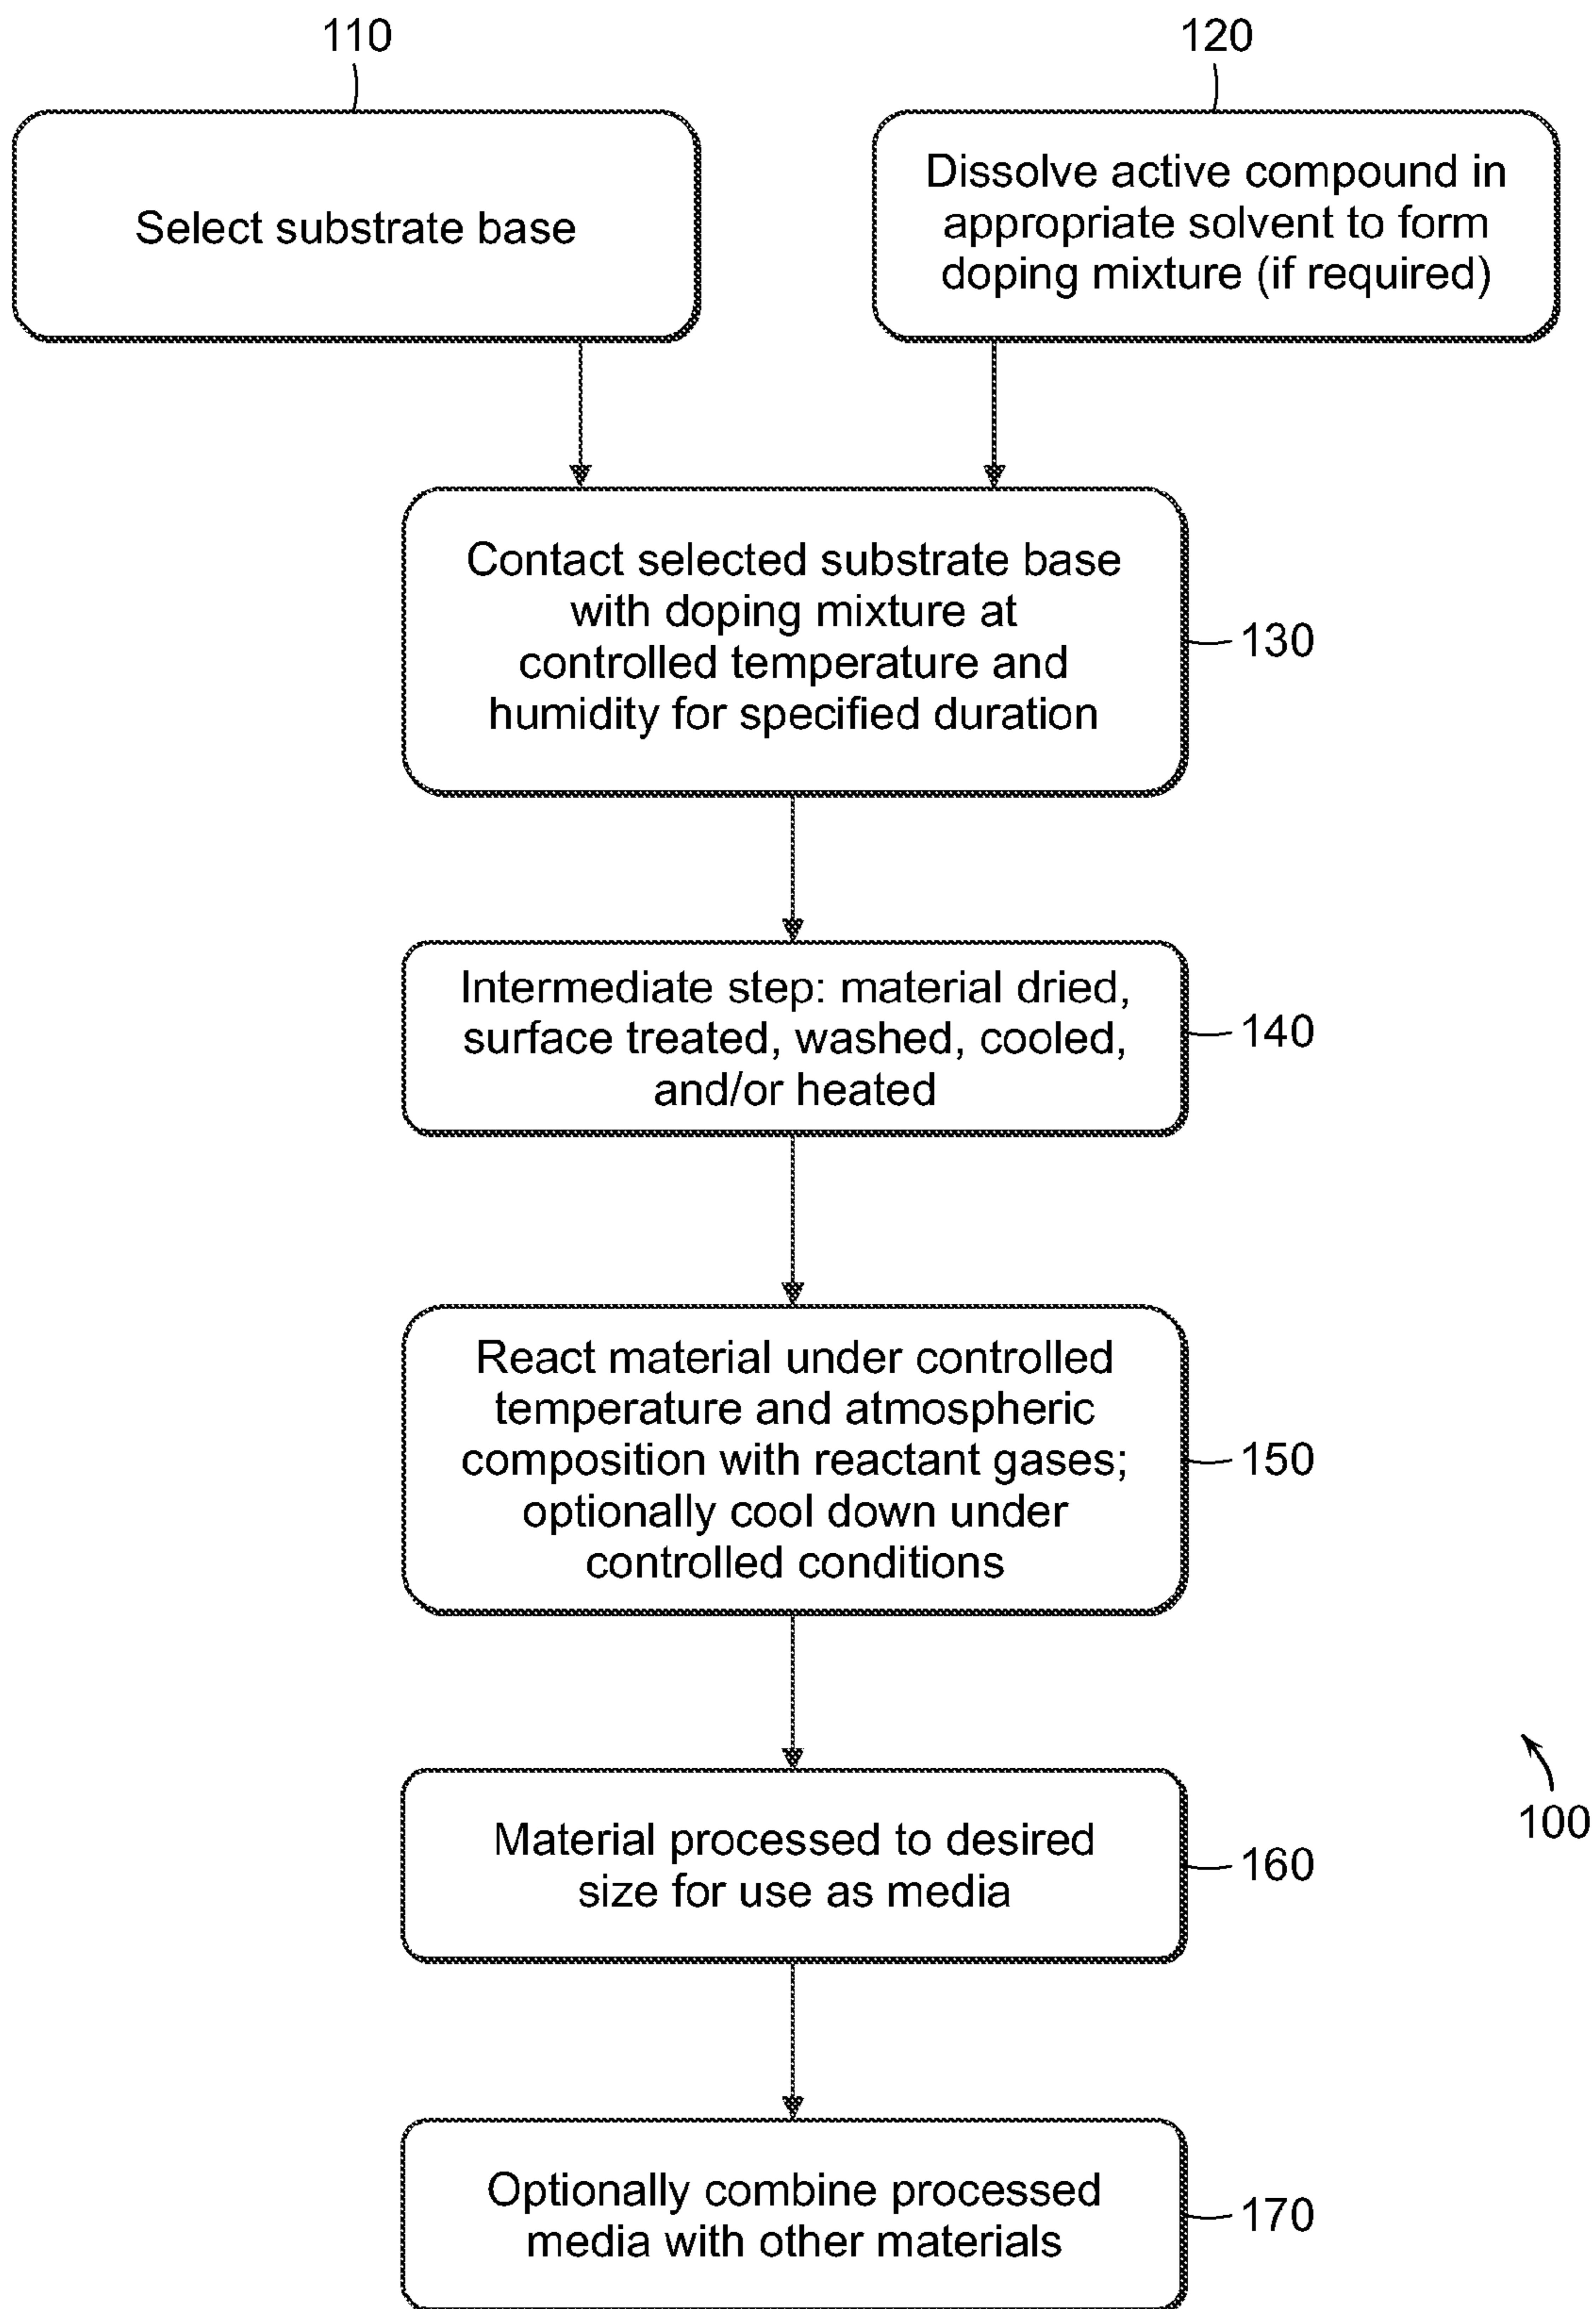 110
120
Select substrate base
Dissolve active compound in
appropriate solvent to form
doping mixture (if required)
Contact selected substrate base
with doping mixture at
controlled temperature and
humidity for specified duration
130
Intermediate step: material dried,
surface treated, washed, cooled,
and/or heated
140
React material under controlled
temperature and atmospheric
composition with reactant gases;
optionally cool down under
controlled conditions
150
Material processed to desired
size for use as media
160
100
Optionally combine processed
media with other materials
170